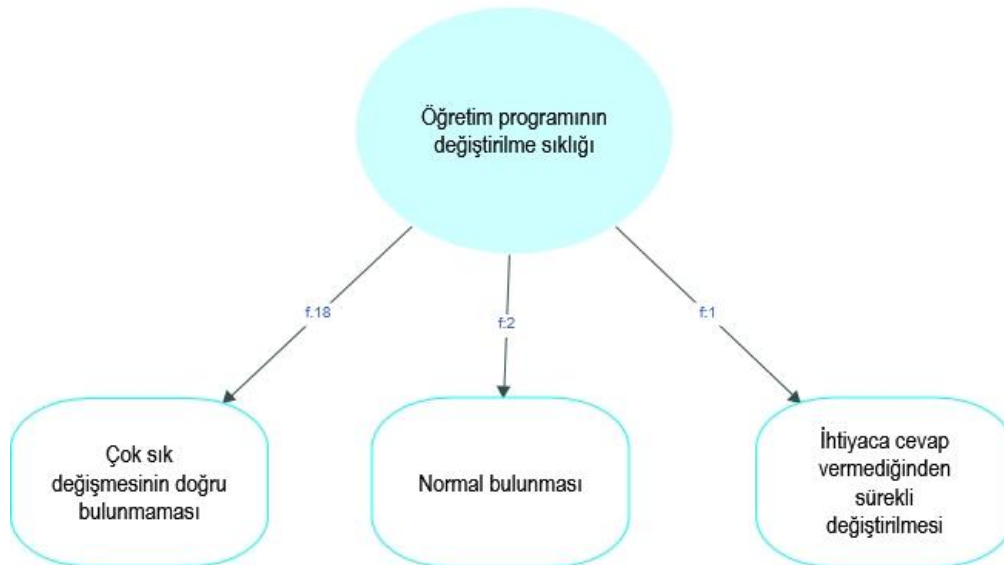 Öğretim programının
değiştirilme sıklığı
f.18
f:2
f:1
Çok sık
değişmesinin doğru
bulunmaması
Normal bulunması
İhtiyaca cevap
vermediğinden
sürekli
değiştirilmesi